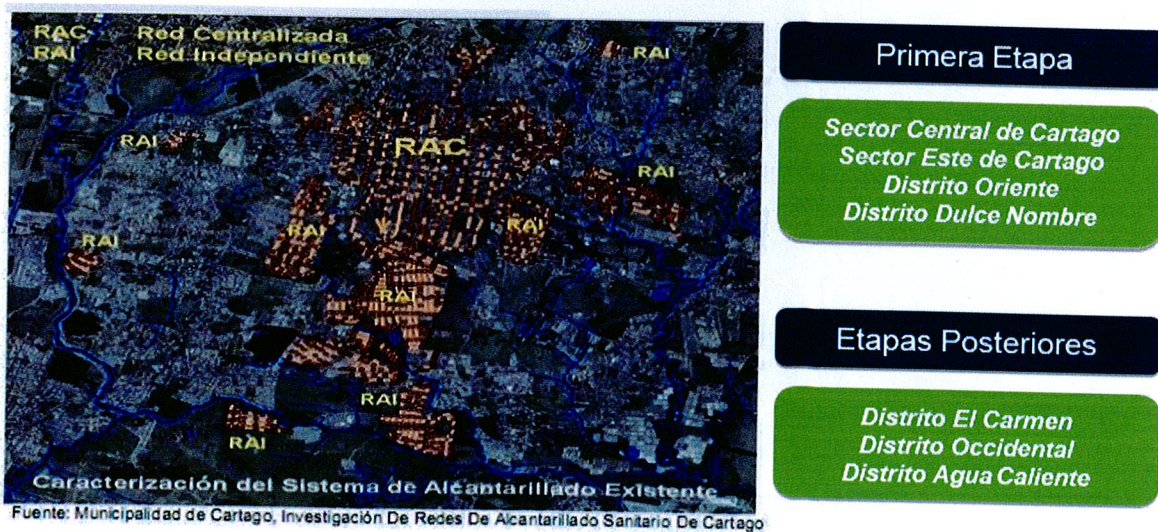 RAC Red Centralizada
RAI Red Independiente
RAI
RAI
RAC
RAI
RAI
RAI
RAI
RAI
RAI
RAI
Caracterización del Sistema de Alcantarillado Existente
Fuente: Municipalidad de Cartago, Investigación De Redes De Alcantarillado Sanitario De Cartago
Primera Etapa
Sector Central de Cartago
Sector Este de Cartago
Distrito Oriente
Distrito Dulce Nombre
Etapas Posteriores
Distrito El Carmen
Distrito Occidental
Distrito Agua Caliente